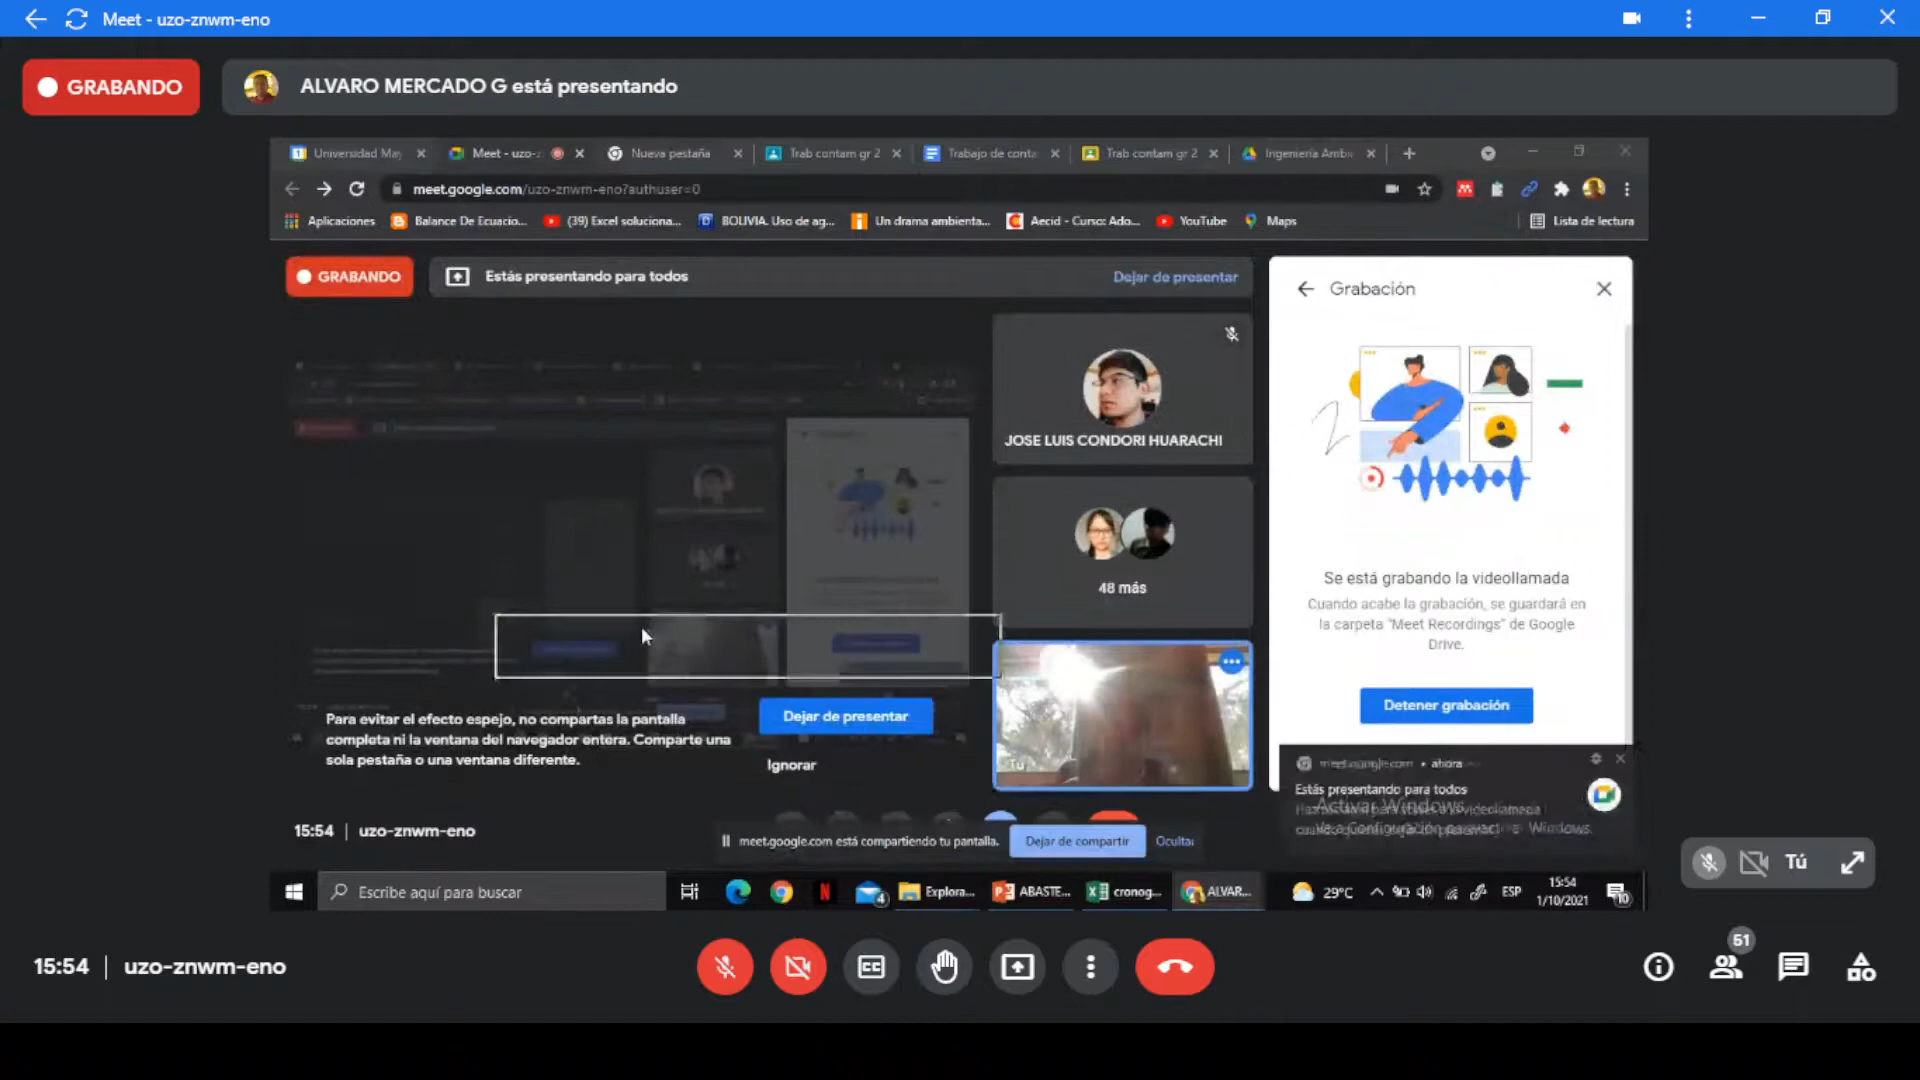 Meet - uzo-znwm-eno
GRABANDO
ALVARO MERCADO G está presentando
Universidad May
Meet - uzo-z
Nueva pestaña
Trab contam gr 2
Trabajo de conta
Trab contam gr 2
Ingeniería Ambi
meet.google.com/uzo-znwm-eno?authuser=0
Aplicaciones
Balance De Ecuacio...
(39) Excel soluciona...
BOLIVIA. Uso de ag...
Un drama ambienta...
Aecid - Curso: Ado...
YouTube
Maps
Lista de lectura
GRABANDO
Estás presentando para todos
Dejar de presentar
Grabación
JOSE LUIS CONDORI HUARACHI
48 más
Se está grabando la videollamada
Cuando acabe la grabación, se guardará en
la carpeta "Meet Recordings" de Google
Drive.
Detener grabación
Para evitar el efecto espejo, no compartas la pantalla
completa ni la ventana del navegador entera. Comparte una
sola pestaña o una ventana diferente.
Dejar de presentar
Ignorar
Tú
meet.google.com • ahora
Estás presentando para todos
Activar Windows
15:54 | uzo-znwm-eno
meet.google.com está compartiendo tu pantalla.
Dejar de compartir
Ocultar
Tú
Escribe aquí para buscar
4
Explora...
ABASTE...
cronog...
ALVAR...
29°C
ESP
15:54
1/10/2021
10
15:54 | uzo-znwm-eno
CC
51